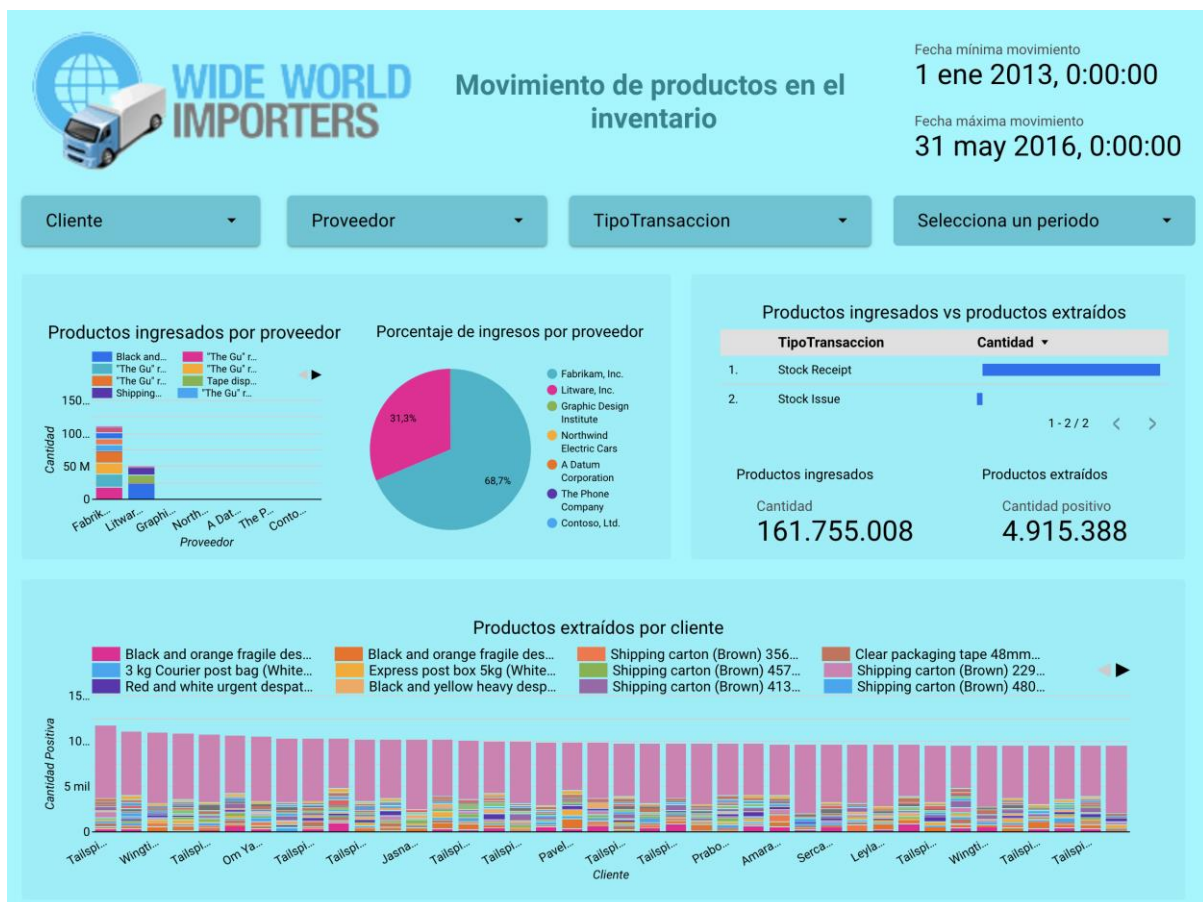 WIDE WORLD
IMPORTERS
Movimiento de productos en el
inventario
Fecha mínima movimiento
1 ene 2013, 0:00:00
Fecha máxima movimiento
31 may 2016, 0:00:00
Cliente
Proveedor
TipoTransaccion
Selecciona un periodo
Productos ingresados por proveedor
Black and...
"The Gu" r...
"The Gu" r...
"The Gu" r...
"The Gu" r...
Tape disp...
Shipping...
"The Gu" r...
150...
100...
50 M
0
Cantidad
Fabrik...
Litwar...
Graphi...
North...
A Dat...
The P...
Conto...
Proveedor
Porcentaje de ingresos por proveedor
31,3%
68,7%
Fabrikam, Inc.
Litware, Inc.
Graphic Design
Institute
Northwind
Electric Cars
A Datum
Corporation
The Phone
Company
Contoso, Ltd.
Productos ingresados vs productos extraídos
TipoTransaccion Cantidad
1. Stock Receipt
2. Stock Issue
1 - 2 / 2
Productos ingresados
Cantidad
161.755.008
Productos extraídos
Cantidad positivo
4.915.388
Productos extraídos por cliente
Black and orange fragile des...
Black and orange fragile des...
Shipping carton (Brown) 356...
Clear packaging tape 48mm...
3 kg Courier post bag (White...
Express post box 5kg (White...
Shipping carton (Brown) 457...
Shipping carton (Brown) 229...
Red and white urgent despat...
Black and yellow heavy desp...
Shipping carton (Brown) 413...
Shipping carton (Brown) 480...
15...
10...
5 mil
0
Cantidad Positiva
Tailspi...
Wingti...
Tailspi...
Om Ya...
Tailspi...
Tailspi...
Jasna...
Tailspi...
Tailspi...
Pavel...
Tailspi...
Tailspi...
Prabo...
Amara...
Serca...
Leyla...
Tailspi...
Wingti...
Tailspi...
Tailspi...
Cliente